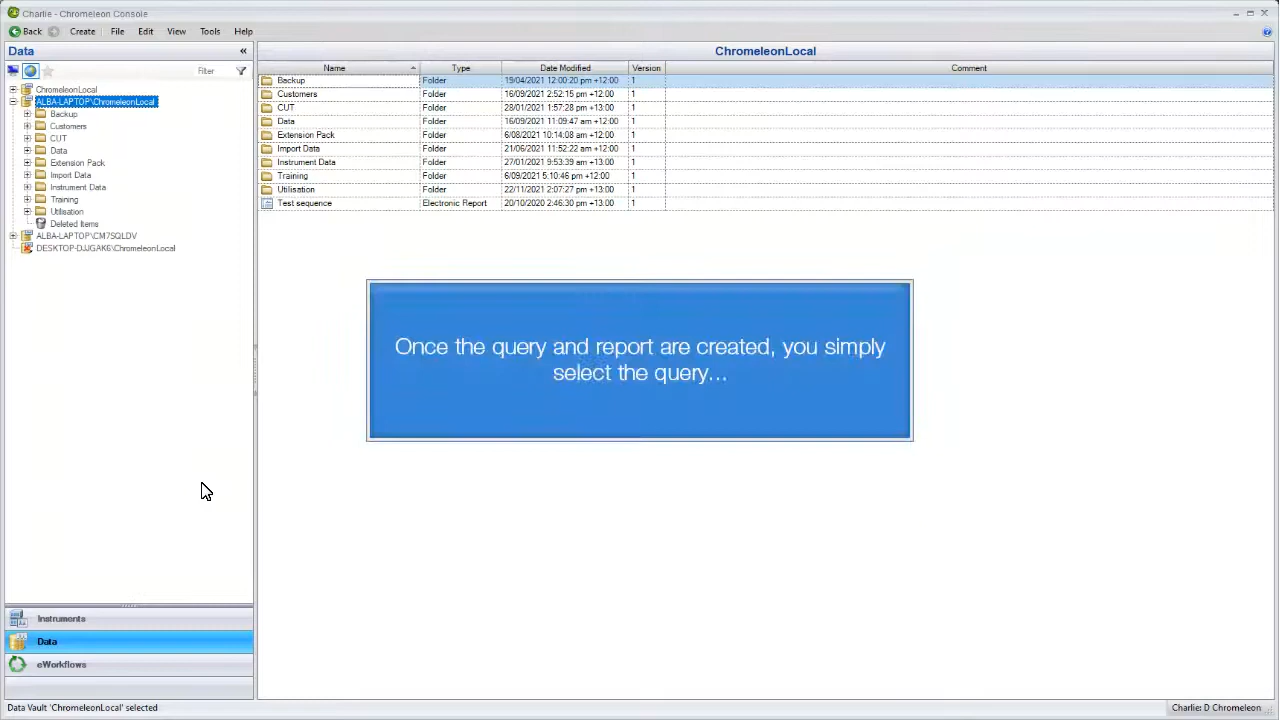 Charlie - Chromeleon Console
Back Create File Edit View Tools Help
Data «
ChromeleonLocal
Filter
Name Type Date Modified Version Comment
ChromeleonLocal
ALBA-LAPTOP\ChromeleonLocal
Backup
Customers
CUT
Data
Extension Pack
Import Data
Instrument Data
Training
Utilisation
Deleted Items
ALBA-LAPTOP\CM7SQLDV
DESKTOP-DJJGAK6\ChromeleonLocal
Backup Folder 19/04/2021 12:00:20 pm +12:00 1
Customers Folder 16/09/2021 2:52:15 pm +12:00 1
CUT Folder 28/01/2021 1:57:28 pm +13:00 1
Data Folder 16/09/2021 11:09:47 am +12:00 1
Extension Pack Folder 6/08/2021 10:14:08 am +12:00 1
Import Data Folder 21/06/2021 11:52:22 am +12:00 1
Instrument Data Folder 27/01/2021 9:53:39 am +13:00 1
Training Folder 6/09/2021 5:10:46 pm +12:00 1
Utilisation Folder 22/11/2021 2:07:27 pm +13:00 1
Test sequence Electronic Report 20/10/2020 2:46:30 pm +13:00 1
Once the query and report are created, you simply
select the query...
Instruments
Data
eWorkflows
Data Vault 'ChromeleonLocal' selected
Charlie: D Chromeleon